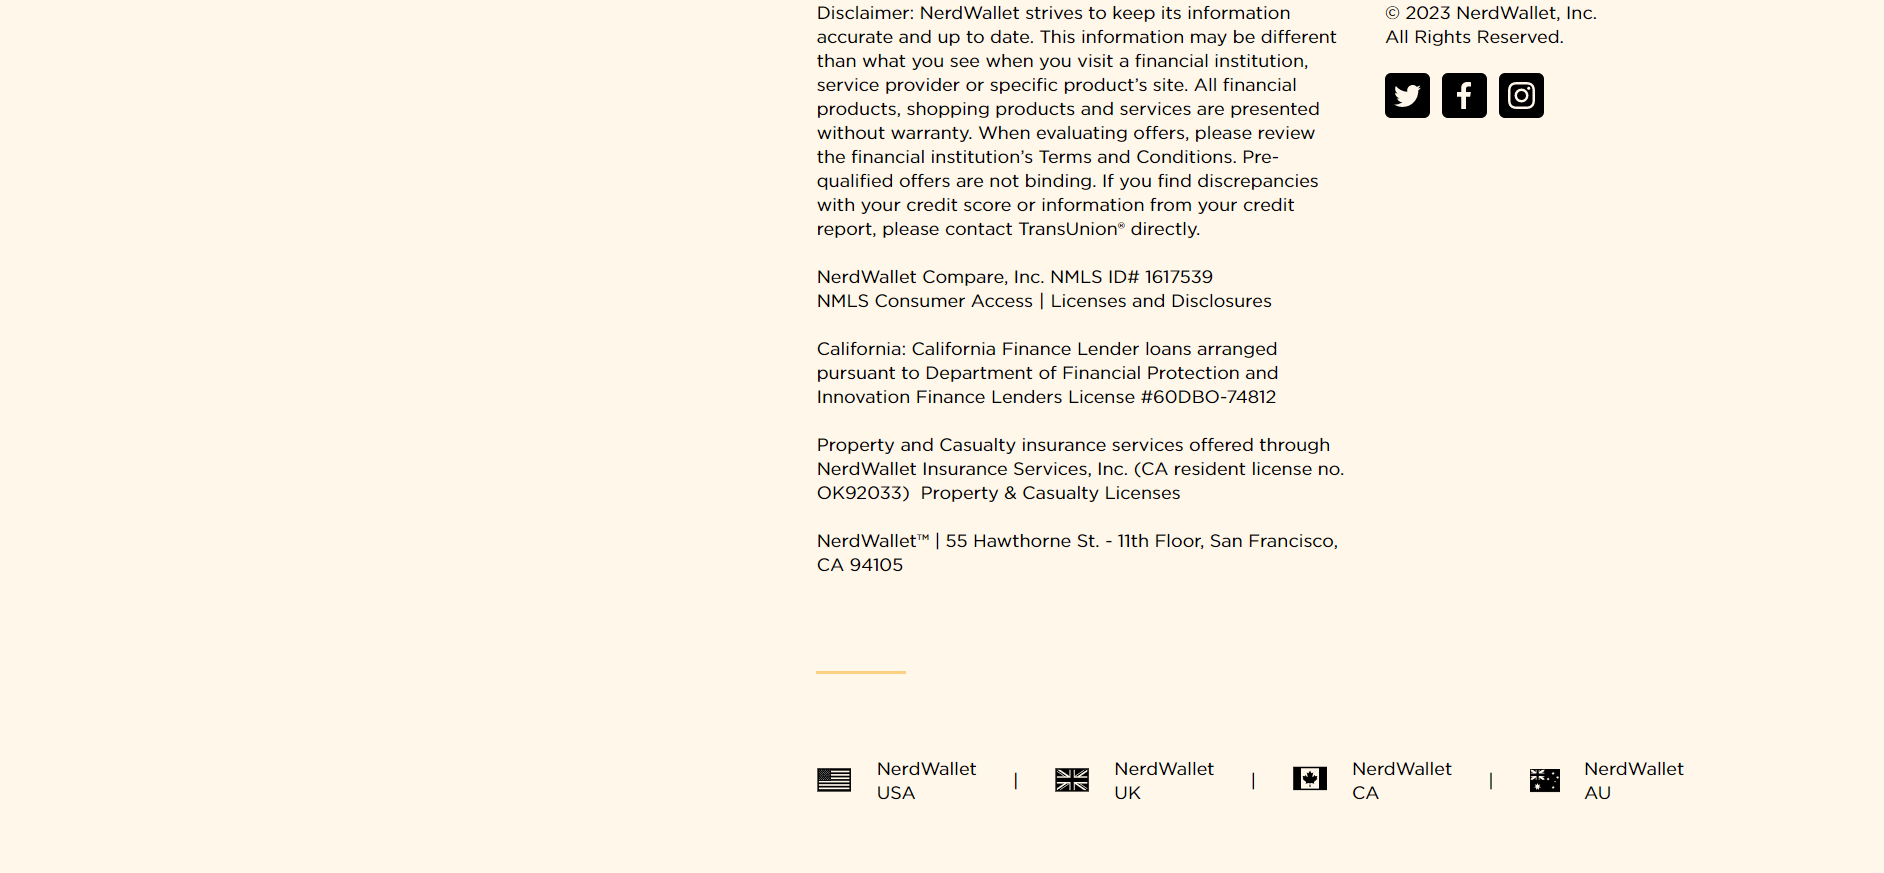 Disclaimer: NerdWallet strives to keep its information
accurate and up to date. This information may be different
than what you see when you visit a financial institution,
service provider or specific product’s site. All financial
products, shopping products and services are presented
without warranty. When evaluating offers, please review
the financial institution’s Terms and Conditions. Pre-
qualified offers are not binding. If you find discrepancies
with your credit score or information from your credit
report, please contact TransUnion® directly.
NerdWallet Compare, Inc. NMLS ID# 1617539
NMLS Consumer Access | Licenses and Disclosures
California: California Finance Lender loans arranged
pursuant to Department of Financial Protection and
Innovation Finance Lenders License #60DBO-74812
Property and Casualty insurance services offered through
NerdWallet Insurance Services, Inc. (CA resident license no.
OK92033)  Property & Casualty Licenses
NerdWallet™ | 55 Hawthorne St. - 11th Floor, San Francisco,
CA 94105
© 2023 NerdWallet, Inc.
All Rights Reserved.
NerdWallet
USA
|
NerdWallet
UK
|
NerdWallet
CA
|
NerdWallet
AU